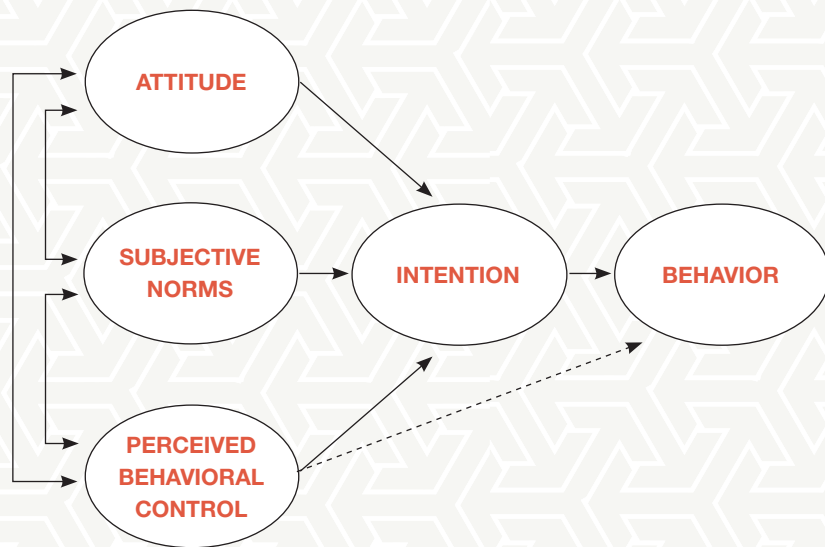 ATTITUDE
SUBJECTIVE
NORMS
INTENTION
BEHAVIOR
PERCEIVED
BEHAVIORAL
CONTROL